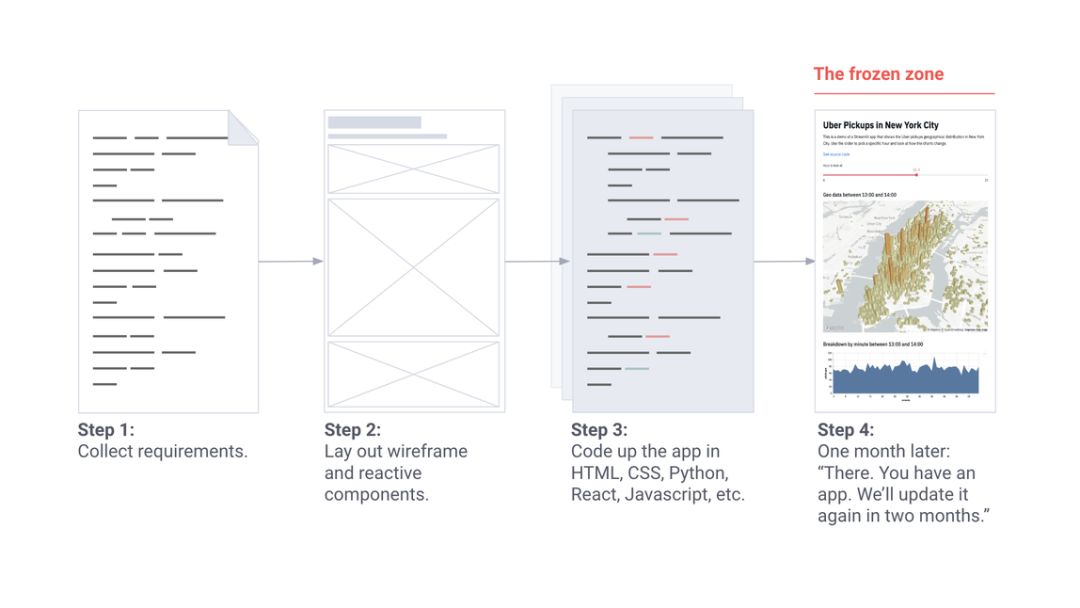 The frozen zone
Uber Pickups in New York City
This is a demo of a Streamlit app that shows the Uber pickups geographical distribution in New York
City. Use the slider to pick a specific hour and look at how the charts change.
Geo data between 13:00 and 14:00
Breakdown by minute between 13:00 and 14:00
Step 1:
Collect requirements.
Step 2:
Lay out wireframe
and reactive
components.
Step 3:
Code up the app in
HTML, CSS, Python,
React, Javascript, etc.
Step 4:
One month later:
“There. You have an
app. We’ll update it
again in two months.”